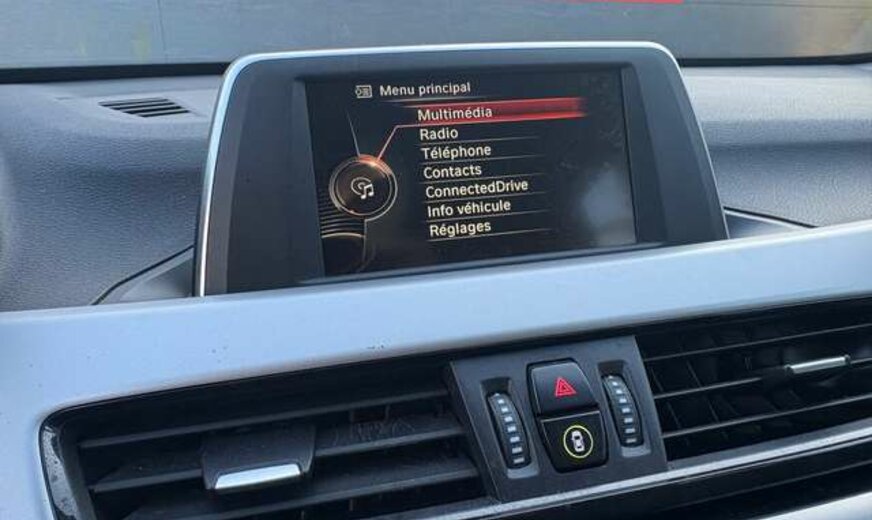 Menu principal
Multimédia
Radio
Téléphone
Contacts
ConnectedDrive
Info véhicule
Réglages